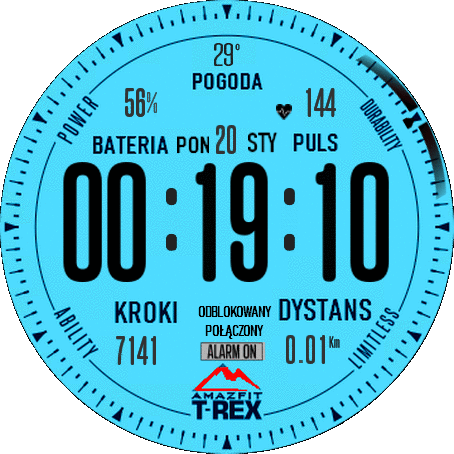 29°
POGODA
POWER
56%
144
DURABILITY
BATERIA PON 20 STY PULS
00:19:10
KROKI
ODBLOKOWANY
DYSTANS
POŁĄCZONY
ABILITY
7141
ALARM ON
0.01 Km
LIMITLESS
AMAZFIT
T-REX